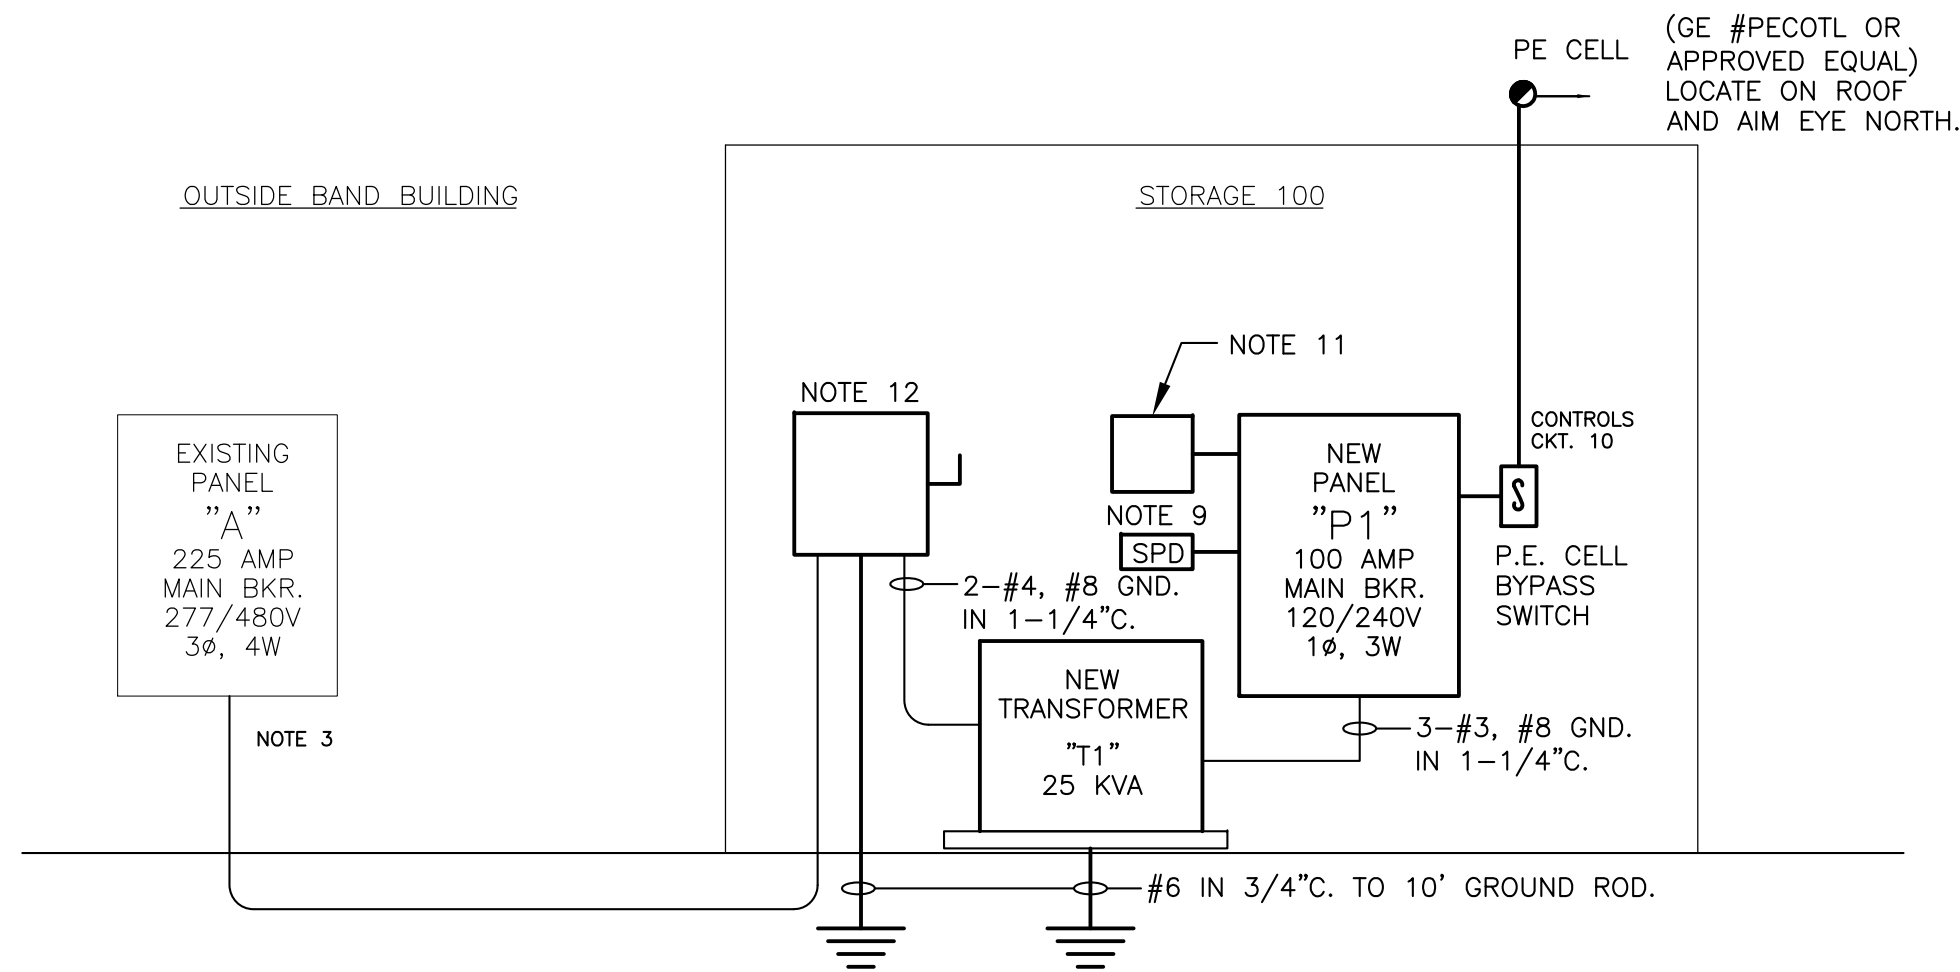 PE CELL
(GE #PECOTL OR
APPROVED EQUAL)
LOCATE ON ROOF
AND AIM EYE NORTH.
OUTSIDE BAND BUILDING
STORAGE 100
NOTE 11
NOTE 12
EXISTING
PANEL
"A"
225 AMP
MAIN BKR.
277/480V
3ø, 4W
NOTE 3
NOTE 9
SPD
NEW
PANEL
"P1"
100 AMP
MAIN BKR.
120/240V
1ø, 3W
CONTROLS
CKT. 10
S
P.E. CELL
BYPASS
SWITCH
2-#4, #8 GND.
IN 1-1/4"C.
NEW
TRANSFORMER
"T1"
25 KVA
3-#3, #8 GND.
IN 1-1/4"C.
#6 IN 3/4"C. TO 10' GROUND ROD.